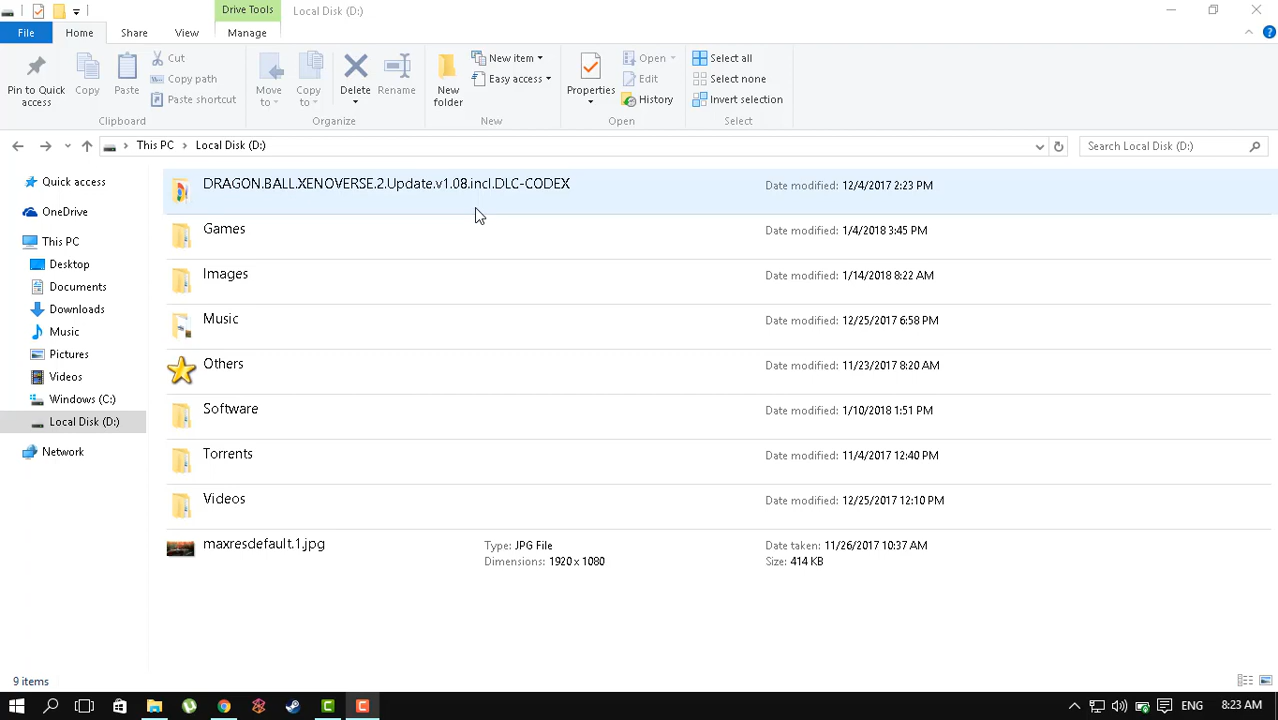 Drive Tools Local Disk (D:)
File Home Share View Manage
Pin to Quick access
Copy
Paste
Cut
Copy path
Paste shortcut
Clipboard
Move to
Copy to
Delete
Rename
Organize
New folder
New item
Easy access
New
Properties
Open
Edit
History
Open
Select all
Select none
Invert selection
Select
This PC Local Disk (D:) Search Local Disk (D:)
Quick access
OneDrive
This PC
Desktop
Documents
Downloads
Music
Pictures
Videos
Windows (C:)
Local Disk (D:)
Network
DRAGON.BALL.XENOVERSE.2.Update.v1.08.incl.DLC-CODEX Date modified: 12/4/2017 2:23 PM
Games Date modified: 1/4/2018 3:45 PM
Images Date modified: 1/14/2018 8:22 AM
Music Date modified: 12/25/2017 6:58 PM
Others Date modified: 11/23/2017 8:20 AM
Software Date modified: 1/10/2018 1:51 PM
Torrents Date modified: 11/4/2017 12:40 PM
Videos Date modified: 12/25/2017 12:10 PM
maxresdefault.1.jpg Type: JPG File Date taken: 11/26/2017 10:37 AM
Dimensions: 1920 x 1080 Size: 414 KB
9 items
ENG 8:23 AM